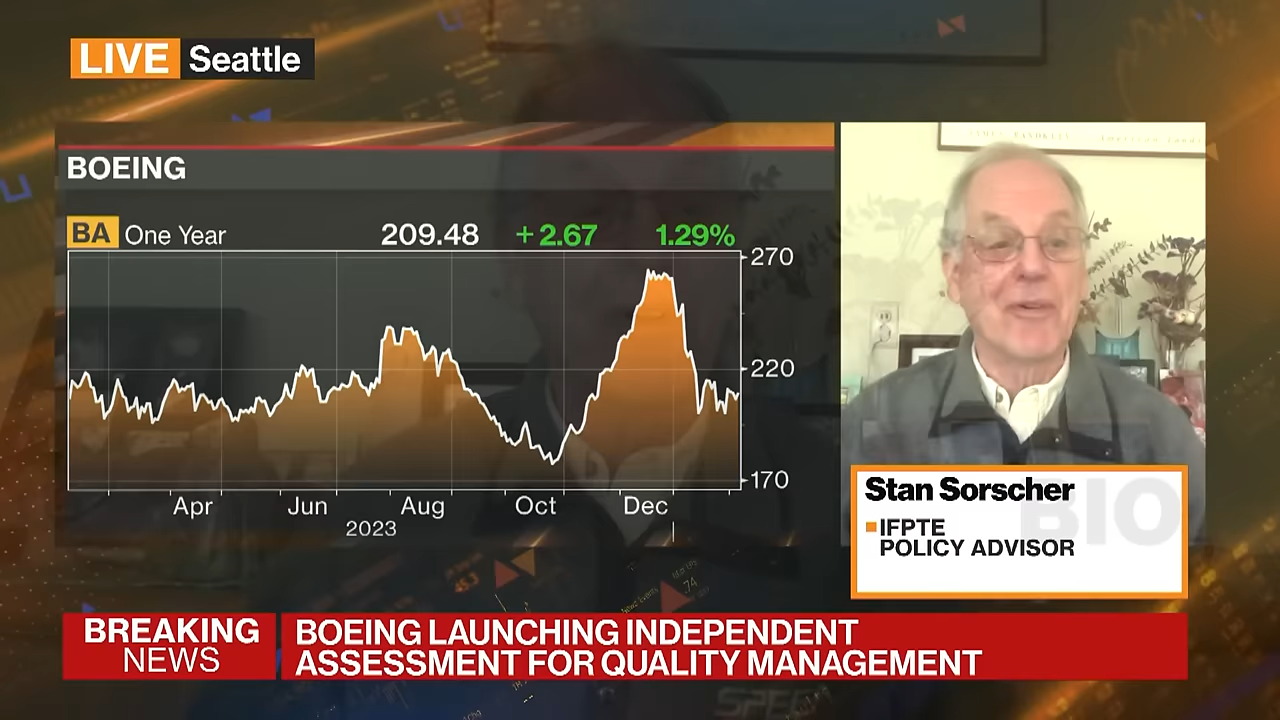 LIVE Seattle
BOEING
BA One Year 209.48 +2.67 1.29%
270
220
170
Apr Jun Aug Oct Dec
2023
Stan Sorscher
BIO
IFPTE
POLICY ADVISOR
BREAKING
NEWS
BOEING LAUNCHING INDEPENDENT
ASSESSMENT FOR QUALITY MANAGEMENT